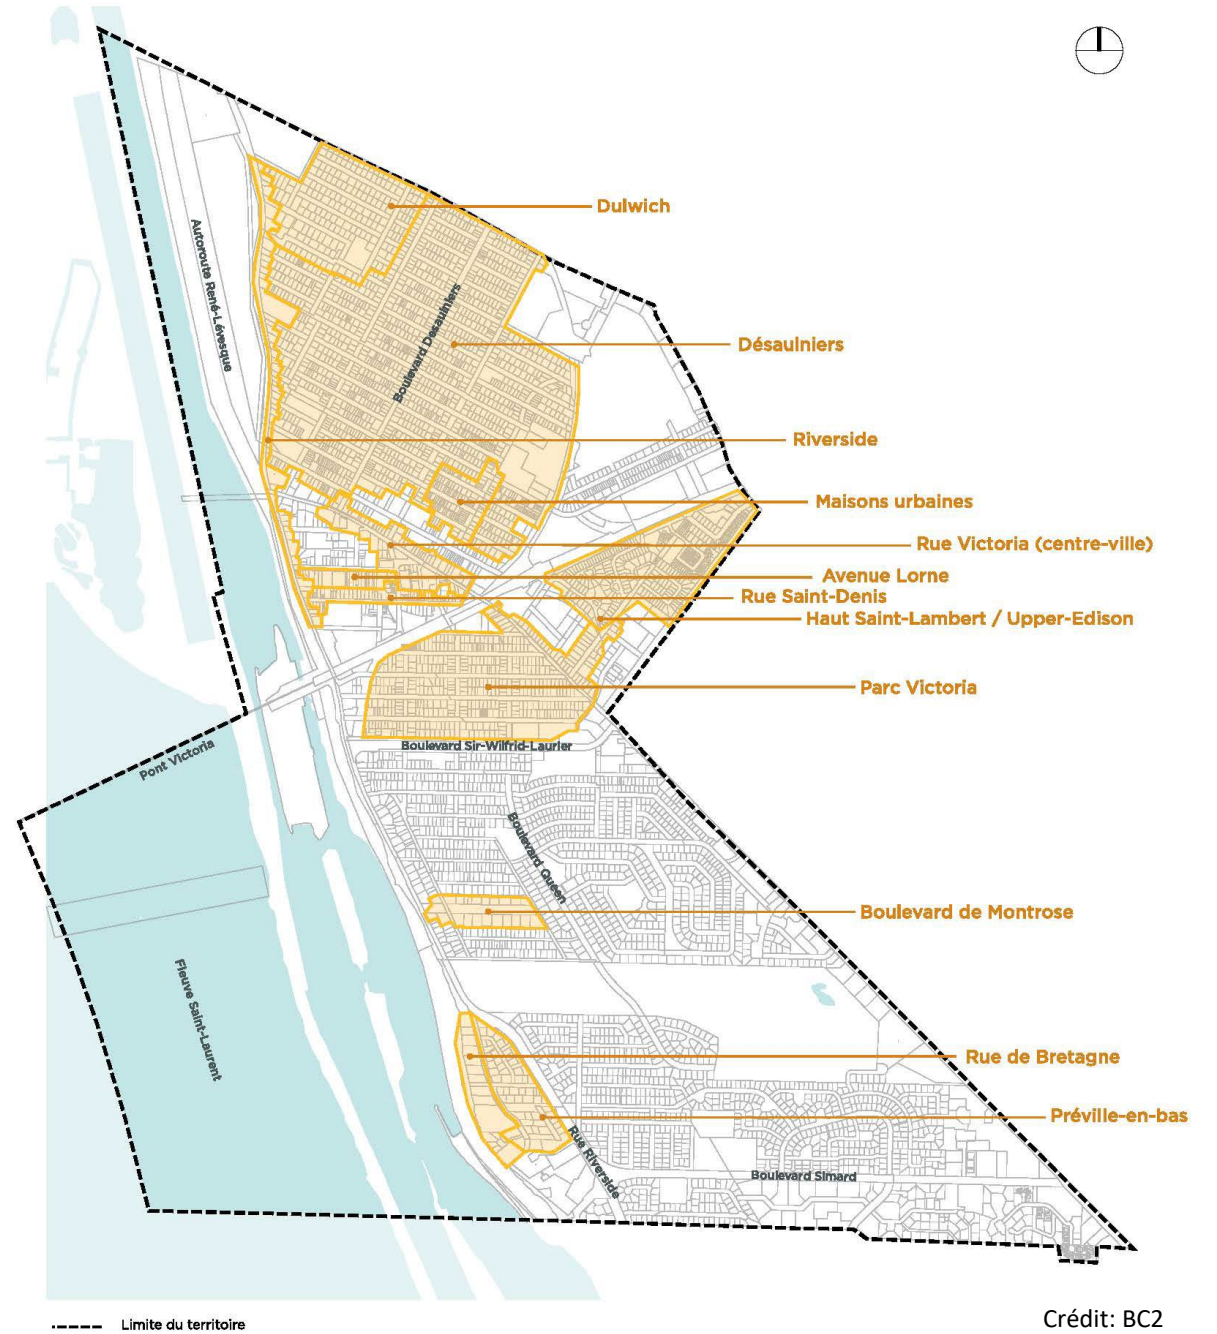 Dulwich
Autoroute René-Lévesque
Boulevard Desaulniers
Désaulniers
Riverside
Maisons urbaines
Rue Victoria (centre-ville)
Avenue Lorne
Rue Saint-Denis
Haut Saint-Lambert / Upper-Edison
Parc Victoria
Boulevard Sir-Wilfrid-Laurier
Pont Victoria
Boulevard Queen
Boulevard de Montrose
Fleuve Saint-Laurent
Rue de Bretagne
Préville-en-bas
Rue Riverside
Boulevard Simard
Limite du territoire
Crédit: BC2